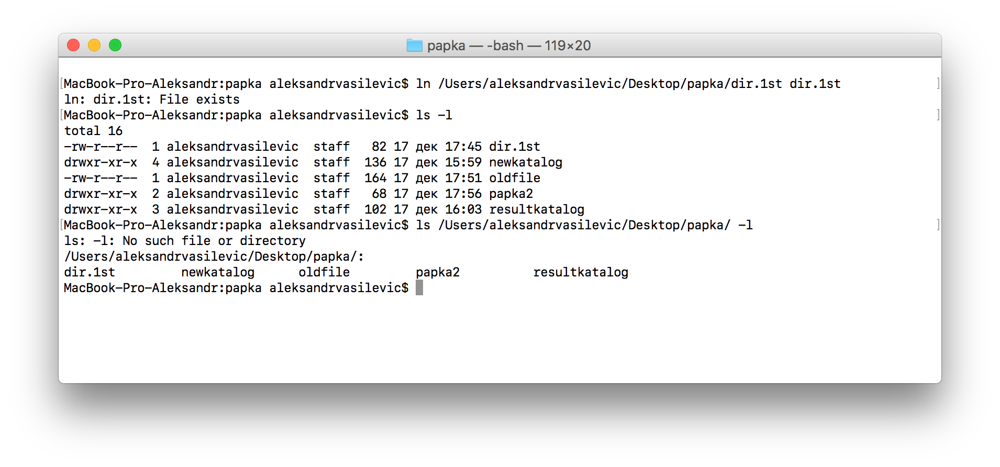 papka — -bash — 119×20
[MacBook-Pro-Aleksandr:papka aleksandrvasilevic$ ln /Users/aleksandrvasilevic/Desktop/papka/dir.1st dir.1st ]
ln: dir.1st: File exists
[MacBook-Pro-Aleksandr:papka aleksandrvasilevic$ ls -l ]
total 16
-rw-r--r--  1 aleksandrvasilevic  staff   82 17 дек 17:45 dir.1st
drwxr-xr-x  4 aleksandrvasilevic  staff  136 17 дек 15:59 newkatalog
-rw-r--r--  1 aleksandrvasilevic  staff  164 17 дек 17:51 oldfile
drwxr-xr-x  2 aleksandrvasilevic  staff   68 17 дек 17:56 papka2
drwxr-xr-x  3 aleksandrvasilevic  staff  102 17 дек 16:03 resultkatalog
[MacBook-Pro-Aleksandr:papka aleksandrvasilevic$ ls /Users/aleksandrvasilevic/Desktop/papka/ -l ]
ls: -l: No such file or directory
/Users/aleksandrvasilevic/Desktop/papka/:
dir.1st         newkatalog      oldfile         papka2          resultkatalog
MacBook-Pro-Aleksandr:papka aleksandrvasilevic$